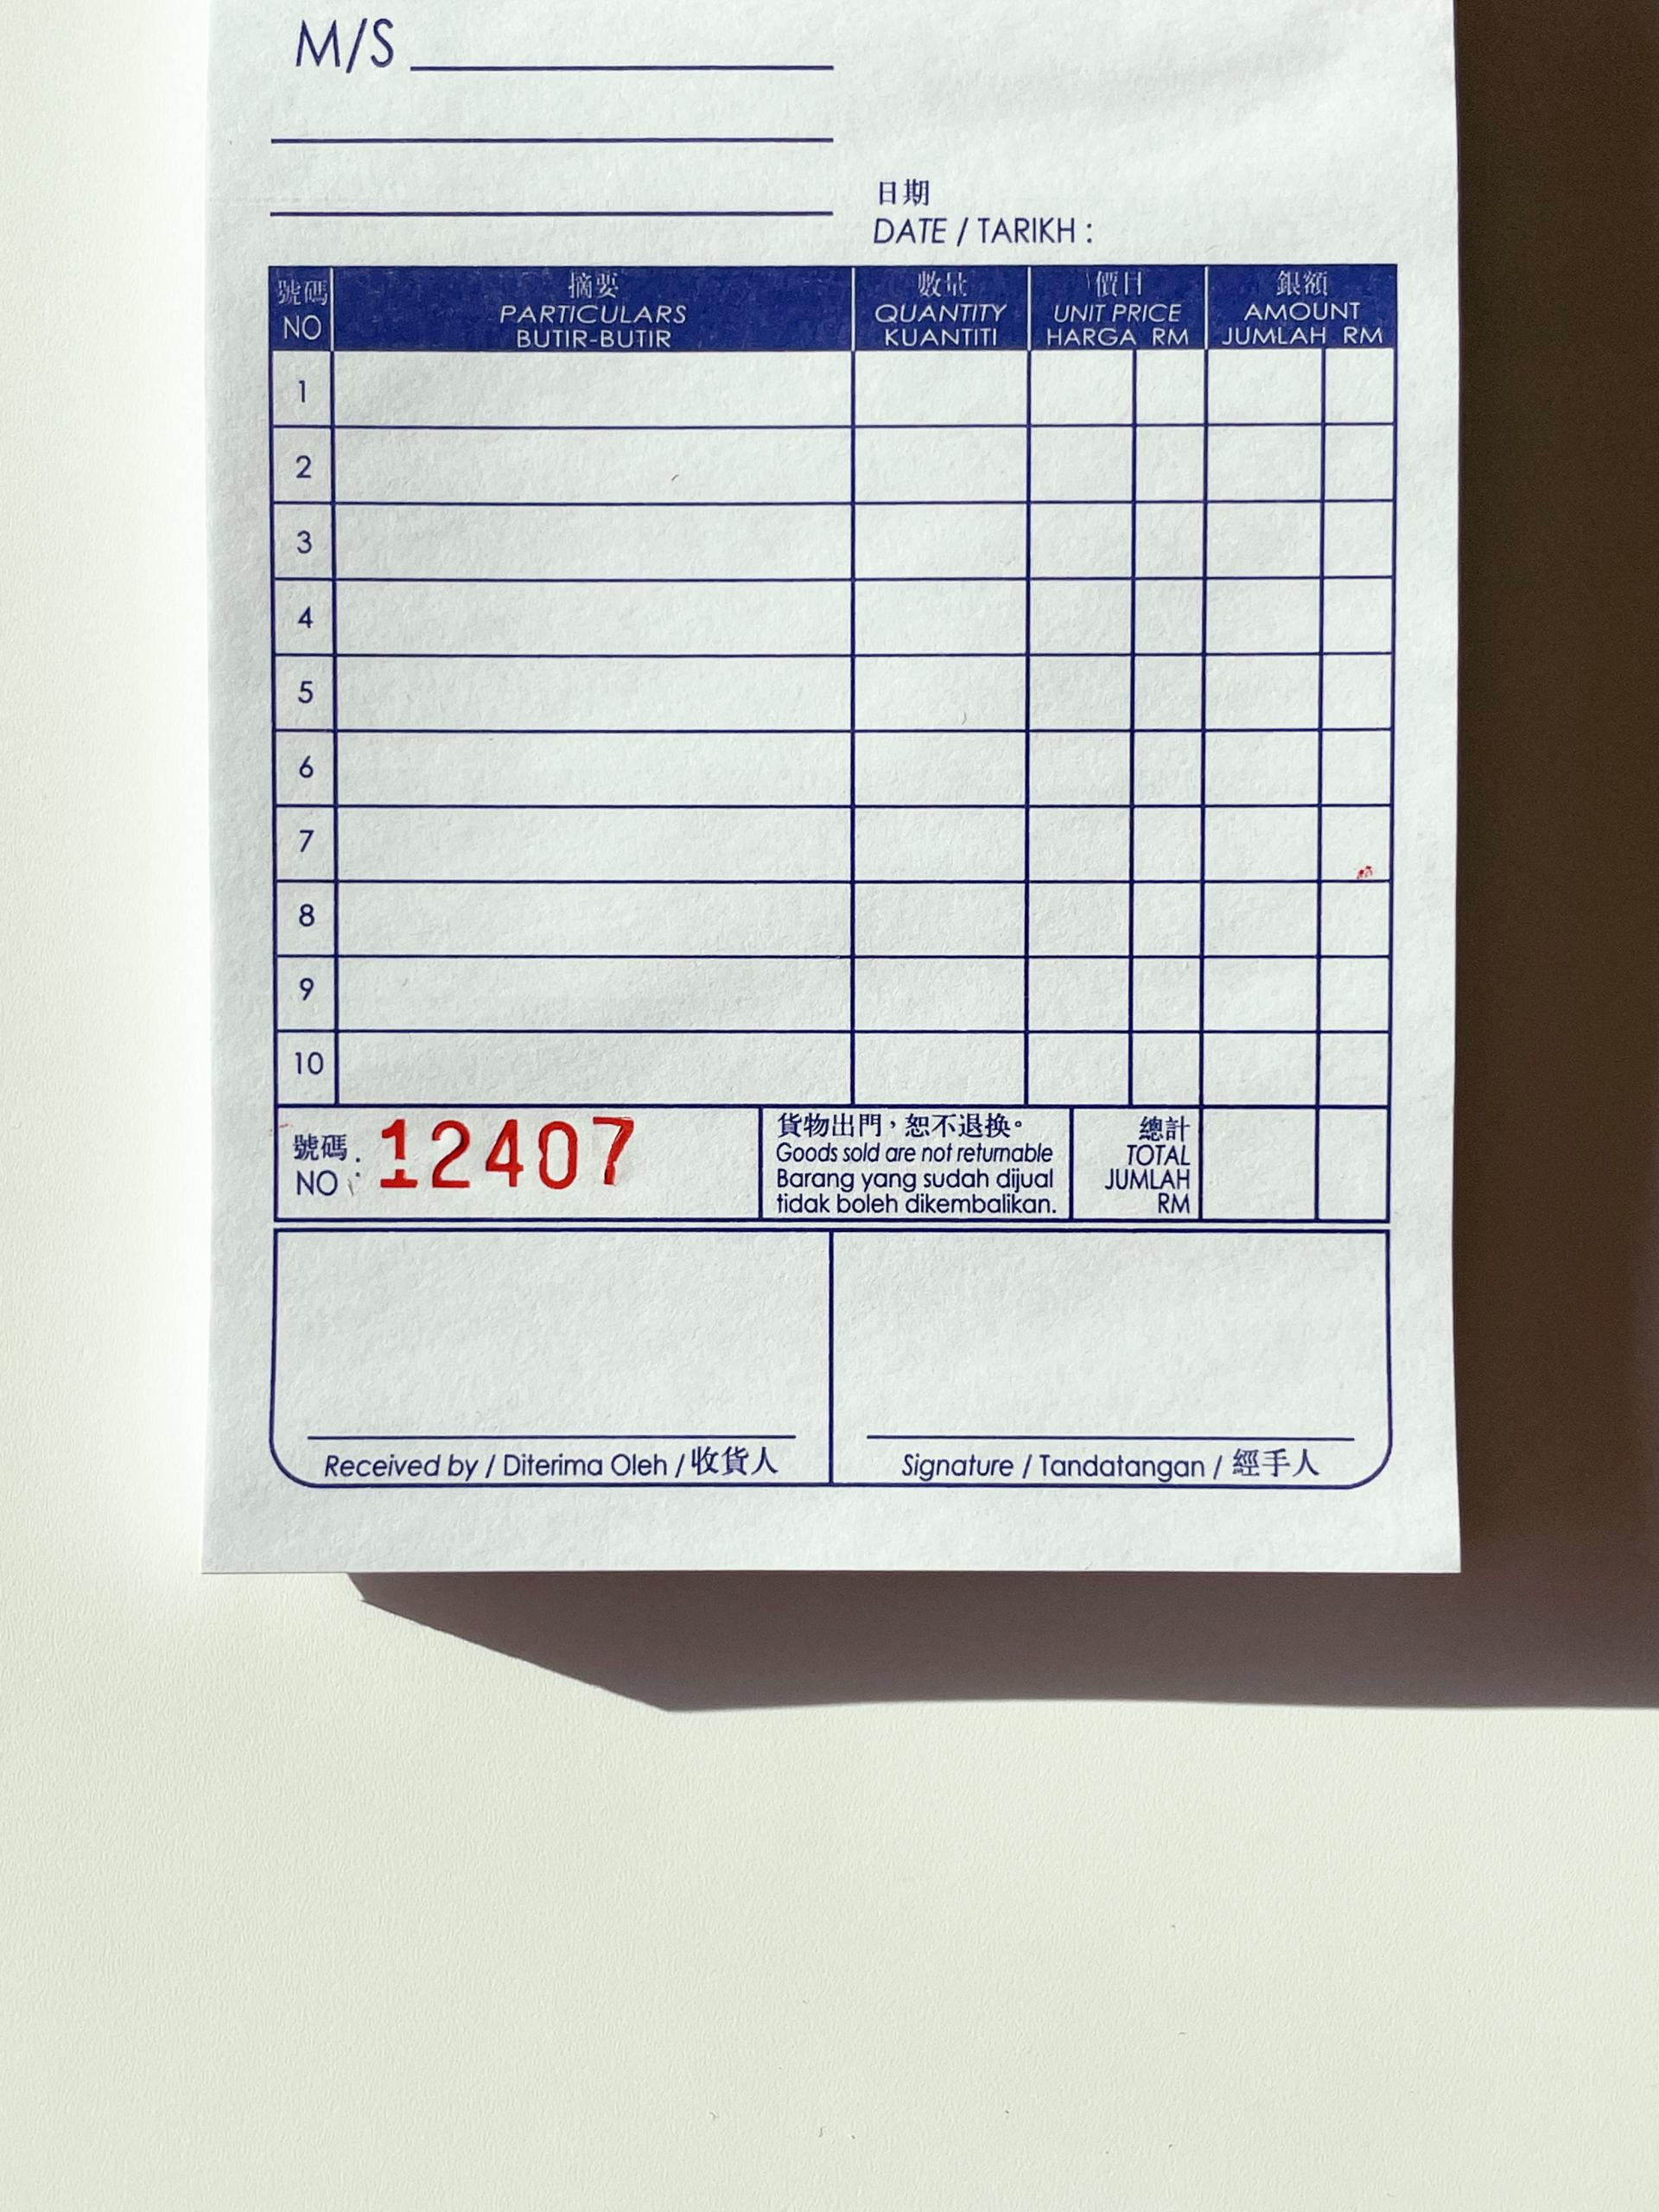 M/S
日期
DATE / TARIKH :
號碼
NO
摘要
PARTICULARS
BUTIR-BUTIR
數量
QUANTITY
KUANTITI
價目
UNIT PRICE
HARGA RM
銀額
AMOUNT
JUMLAH RM
1
2
3
4
5
6
7
8
9
10
號碼
NO : 12407
貨物出門，恕不退換。
Goods sold are not returnable
Barang yang sudah dijual
tidak boleh dikembalikan.
總計
TOTAL
JUMLAH
RM
Received by / Diterima Oleh / 收貨人
Signature / Tandatangan / 經手人